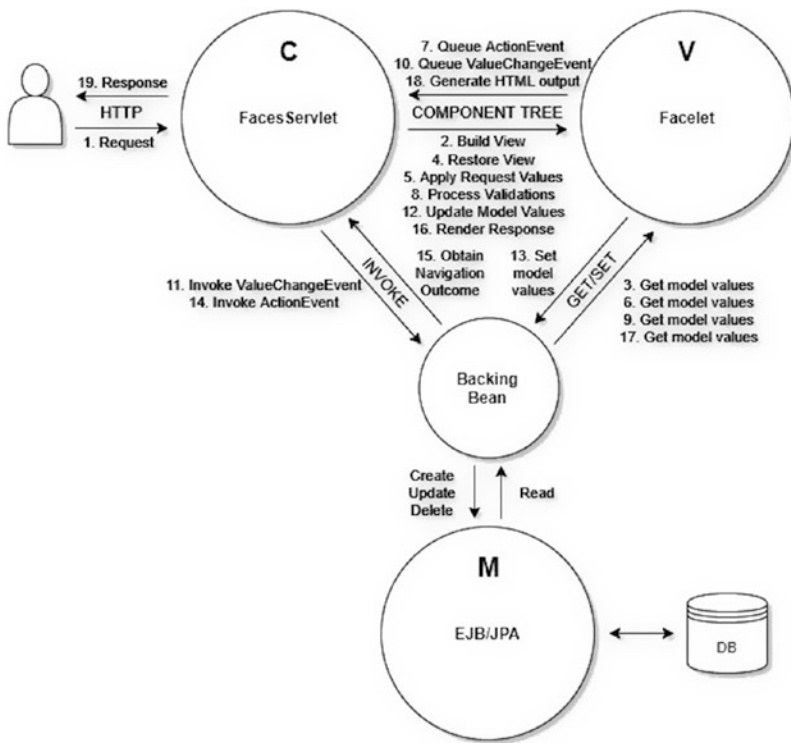 C
V
7. Queue ActionEvent
10. Queue ValueChangeEvent
18. Generate HTML output
19. Response
HTTP
1. Request
FacesServlet
COMPONENT TREE
Facelet
2. Build View
4. Restore View
5. Apply Request Values
8. Process Validations
12. Update Model Values
16. Render Response
15. Obtain
Navigation
Outcome
13. Set
model
values
INVOKE
GET/SET
11. Invoke ValueChangeEvent
14. Invoke ActionEvent
3. Get model values
6. Get model values
9. Get model values
17. Get model values
Backing
Bean
Create
Update
Delete
Read
M
EJB/JPA
DB